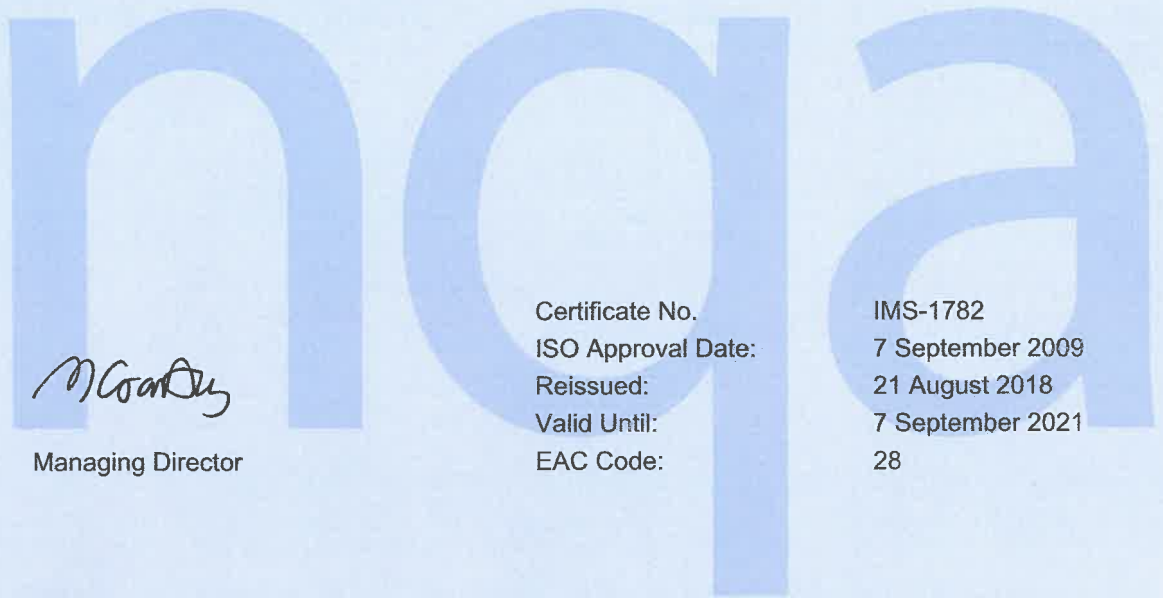 nqa
Certificate No. IMS-1782
ISO Approval Date: 7 September 2009
Reissued: 21 August 2018
Valid Until: 7 September 2021
Managing Director
EAC Code: 28